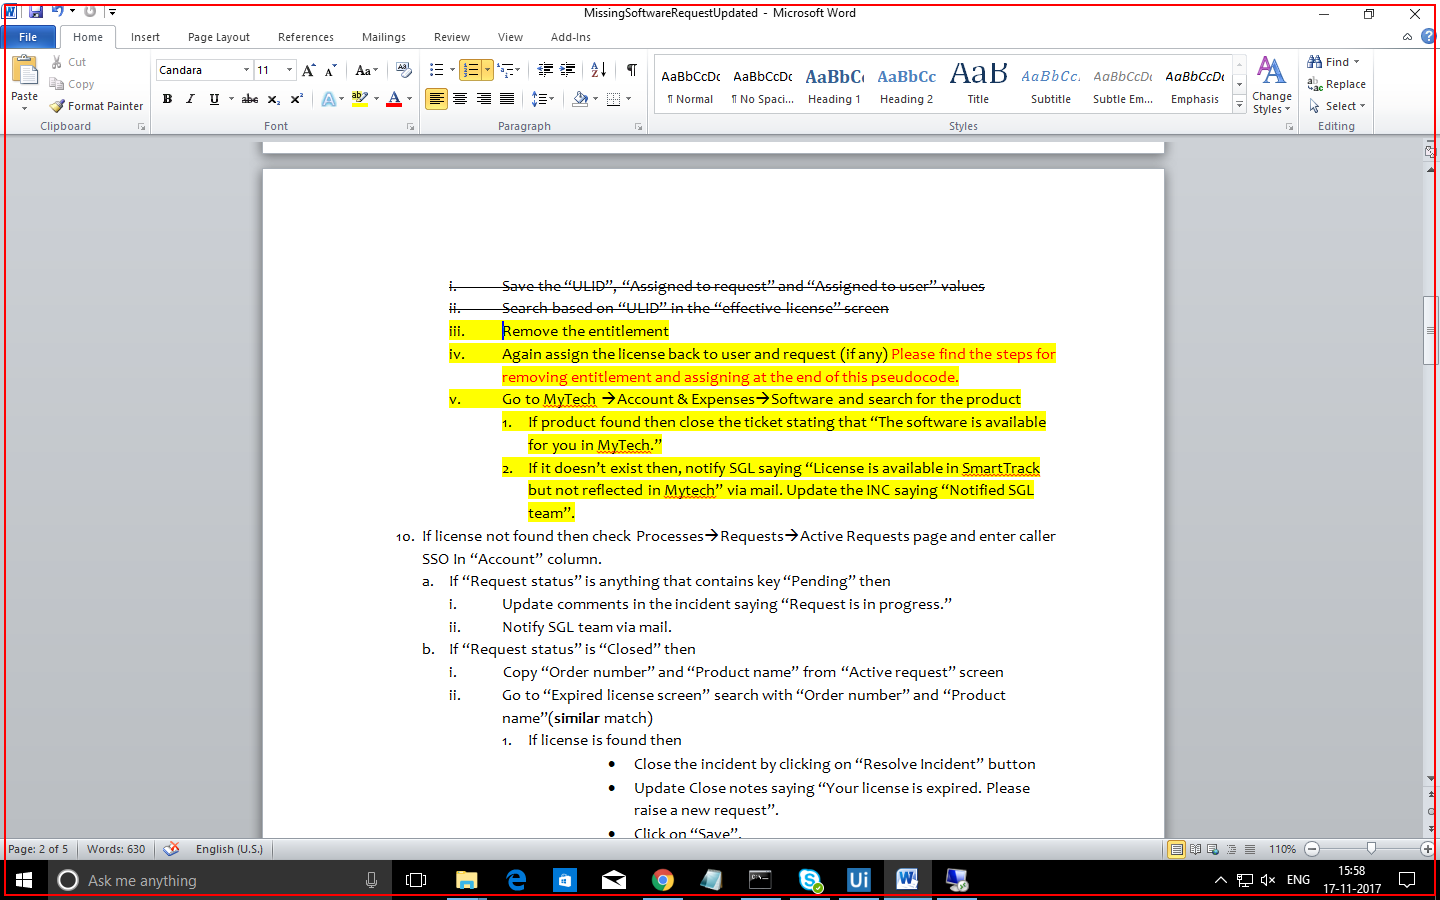 MissingSoftwareRequestUpdated - Microsoft Word
File Home Insert Page Layout References Mailings Review View Add-Ins
Paste
Cut
Copy
Format Painter
Clipboard
Candara 11
Font
Paragraph
AaBbCcDc AaBbCcDc AaBbCc AaBbCc AaB AaBbCc. AaBbCcDc AaBbCcDc
¶ Normal ¶ No Spaci... Heading 1 Heading 2 Title Subtitle Subtle Em... Emphasis
Change
Styles
Styles
Find
Replace
Select
Editing
i. Save the “ULID”, “Assigned to request” and “Assigned to user” values
ii. Search based on “ULID” in the “effective license” screen
iii. Remove the entitlement
iv. Again assign the license back to user and request (if any) Please find the steps for
removing entitlement and assigning at the end of this pseudocode.
v. Go to MyTech →Account & Expenses→Software and search for the product
1. If product found then close the ticket stating that “The software is available
for you in MyTech.”
2. If it doesn’t exist then, notify SGL saying “License is available in SmartTrack
but not reflected in Mytech” via mail. Update the INC saying “Notified SGL
team”.
10. If license not found then check Processes→Requests→Active Requests page and enter caller
SSO In “Account” column.
a. If “Request status” is anything that contains key “Pending” then
i. Update comments in the incident saying “Request is in progress.”
ii. Notify SGL team via mail.
b. If “Request status” is “Closed” then
i. Copy “Order number” and “Product name” from “Active request” screen
ii. Go to “Expired license screen” search with “Order number” and “Product
name”(similar match)
1. If license is found then
• Close the incident by clicking on “Resolve Incident” button
• Update Close notes saying “Your license is expired. Please
raise a new request”.
• Click on “Save”.
Page: 2 of 5 Words: 630 English (U.S.) 110%
Ask me anything
ENG
15:58
17-11-2017